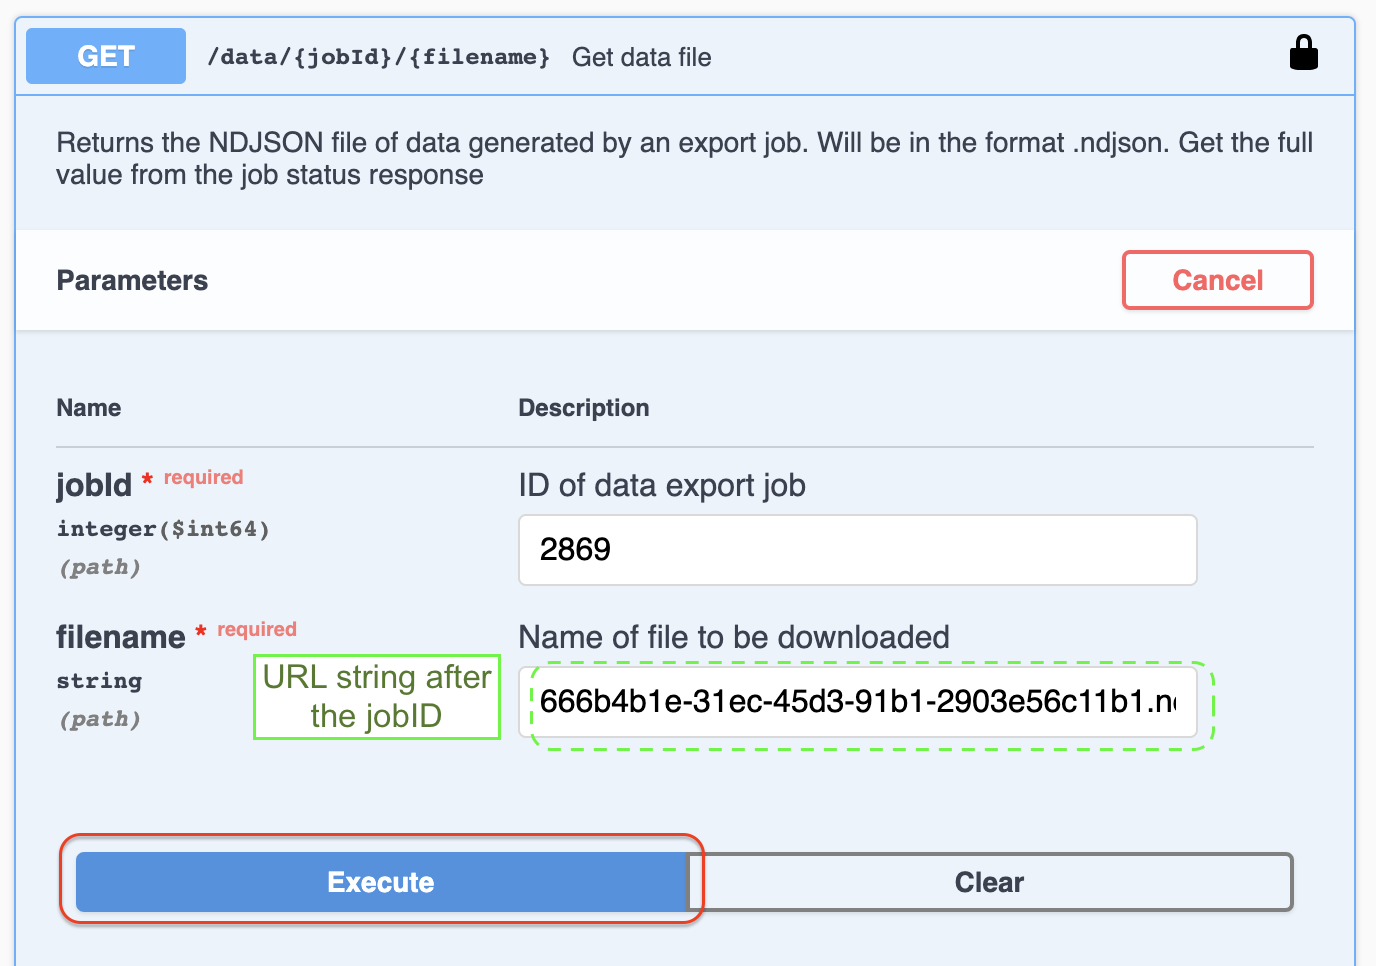 GET /data/{jobId}/{filename} Get data file
Returns the NDJSON file of data generated by an export job. Will be in the format .ndjson. Get the full
value from the job status response
Parameters
Cancel
Name Description
jobId * required ID of data export job
integer($int64)
(path)
2869
filename * required Name of file to be downloaded
string
(path)
URL string after
the jobID
666b4b1e-31ec-45d3-91b1-2903e56c11b1.n
Execute Clear